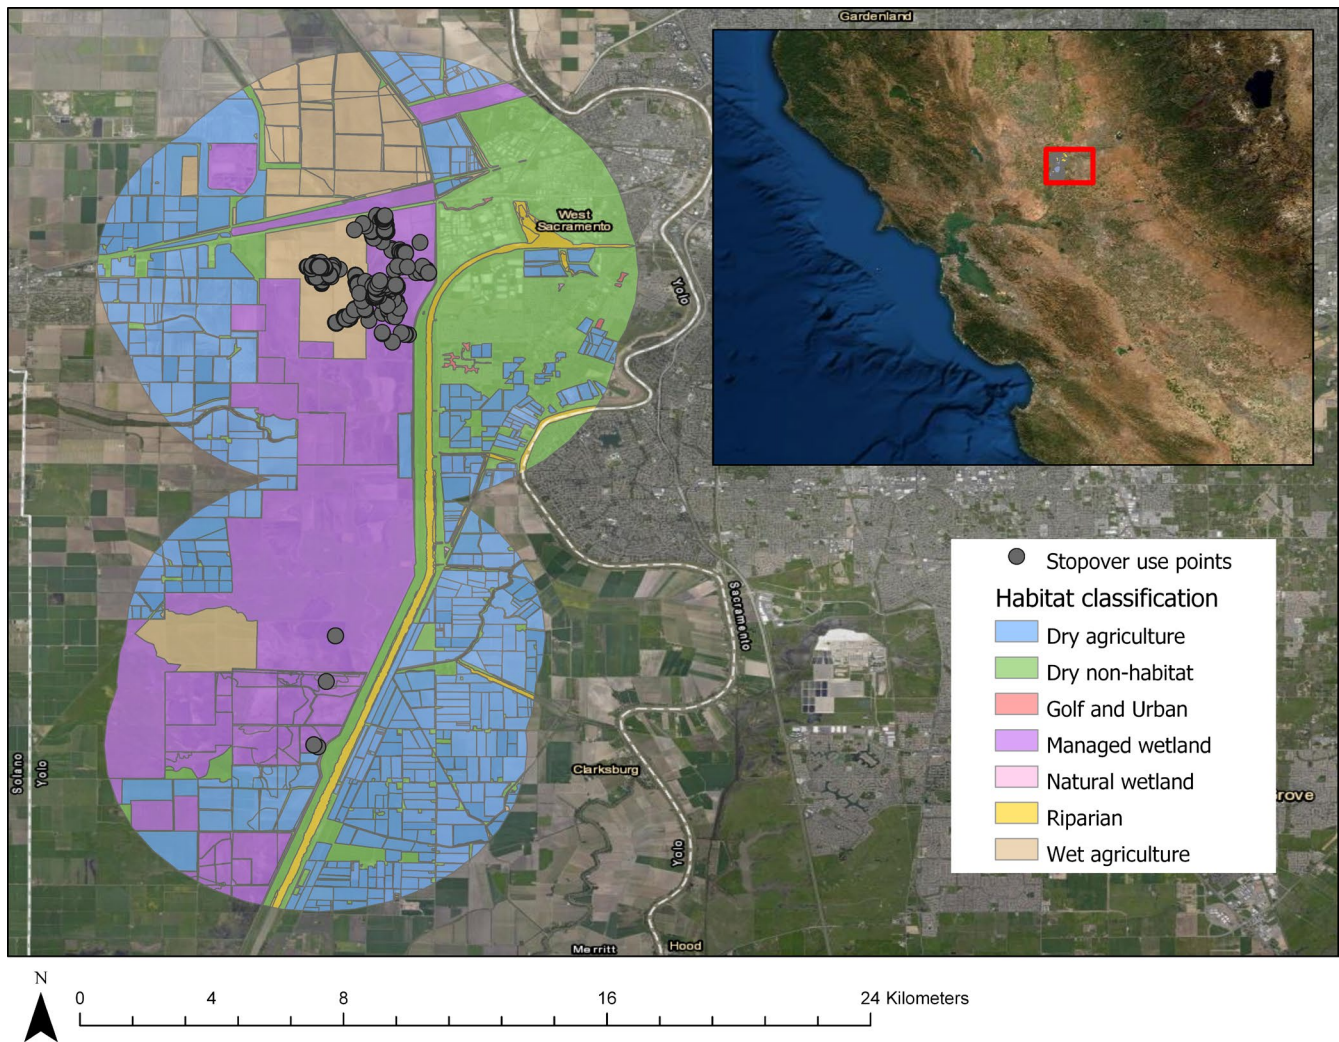 Gardenland
West
Sacramento
Yolo
Sacramento
Stopover use points
Habitat classification
Dry agriculture
Dry non-habitat
Golf and Urban
Managed wetland
Natural wetland
Riparian
Wet agriculture
Solano
Yolo
Clarksburg
rove
Yolo
Merritt
Hood
N
0 4 8 16 24 Kilometers